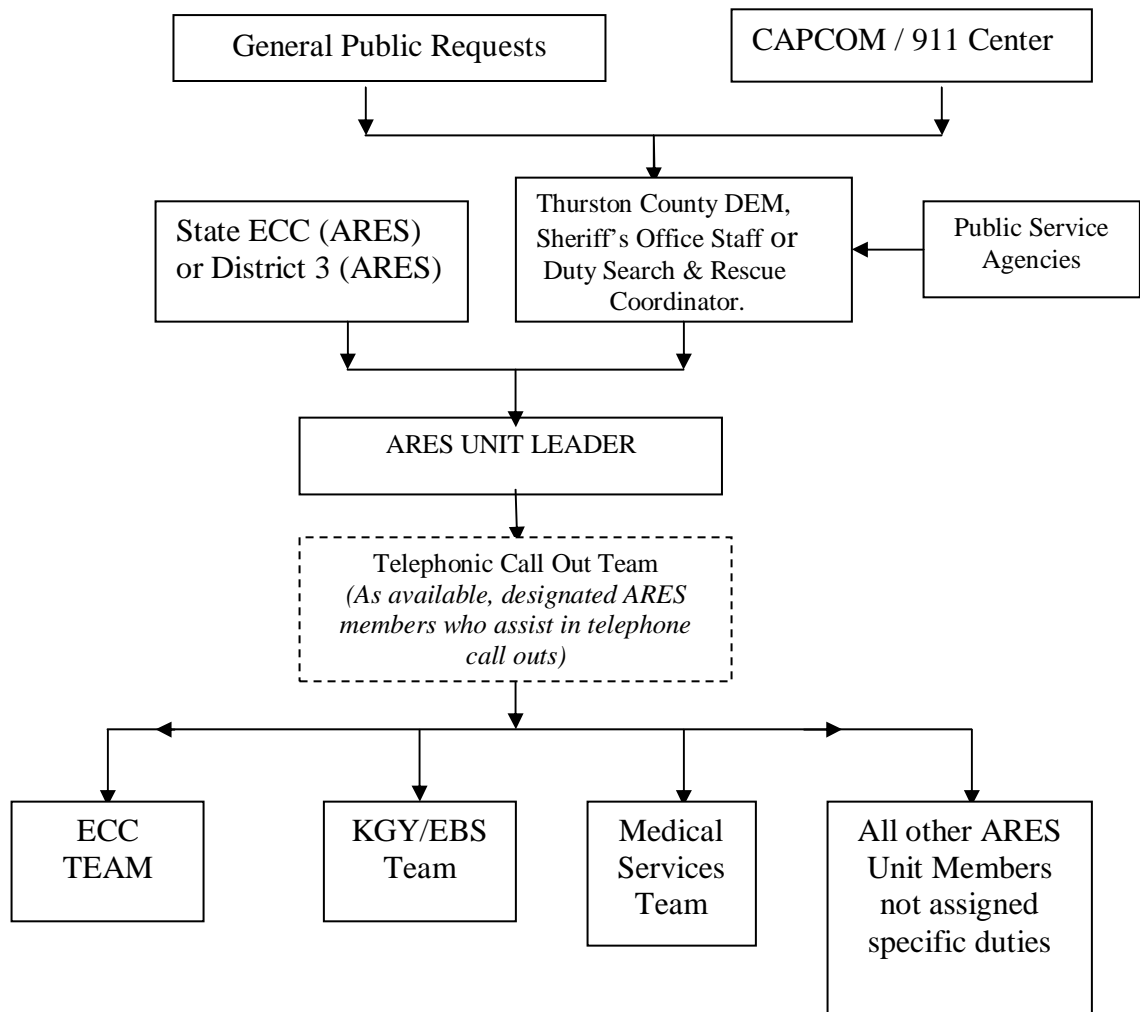 General Public Requests
CAPCOM / 911 Center
State ECC (ARES)
or District 3 (ARES)
Thurston County DEM,
Sheriff’s Office Staff or
Duty Search & Rescue
Coordinator.
Public Service
Agencies
ARES UNIT LEADER
Telephonic Call Out Team
(As available, designated ARES
members who assist in telephone
call outs)
ECC
TEAM
KGY/EBS
Team
Medical
Services
Team
All other ARES
Unit Members
not assigned
specific duties